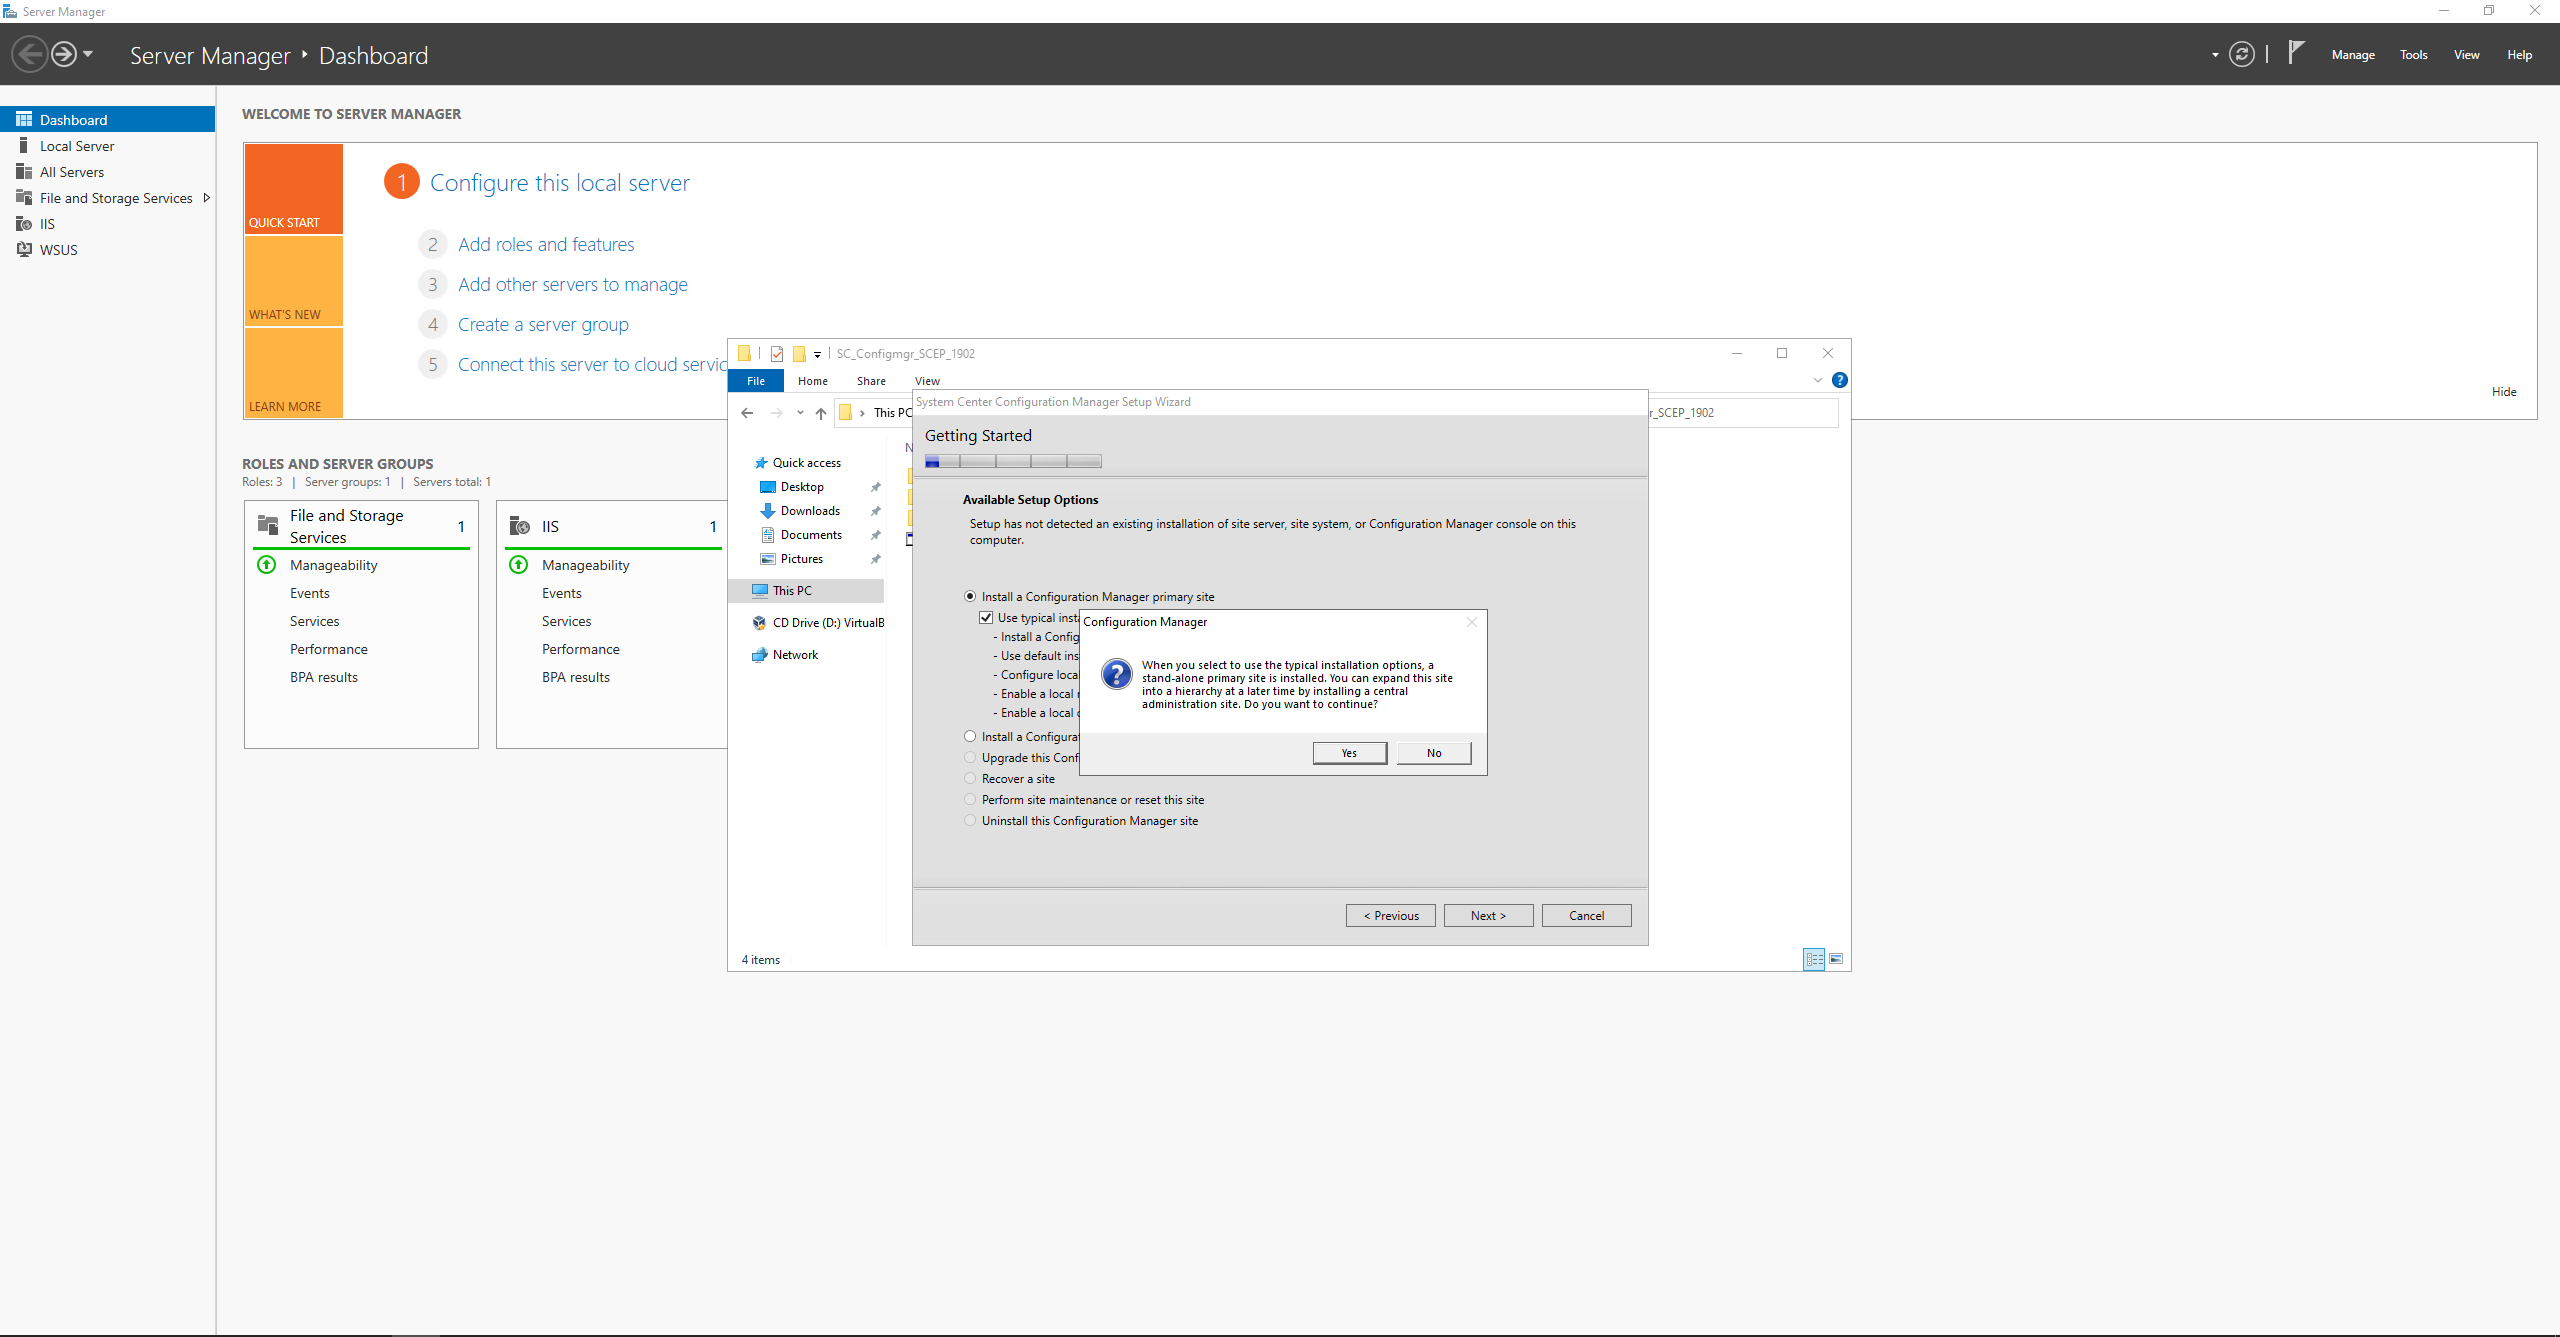 Server Manager
Server Manager ‣ Dashboard
Manage
Tools
View
Help
Dashboard
Local Server
All Servers
File and Storage Services
IIS
WSUS
WELCOME TO SERVER MANAGER
QUICK START
WHAT'S NEW
LEARN MORE
1 Configure this local server
2 Add roles and features
3 Add other servers to manage
4 Create a server group
5 Connect this server to cloud servic
Hide
ROLES AND SERVER GROUPS
Roles: 3 | Server groups: 1 | Servers total: 1
File and Storage
Services
1
Manageability
Events
Services
Performance
BPA results
IIS
1
Manageability
Events
Services
Performance
BPA results
SC_Configmgr_SCEP_1902
File
Home
Share
View
This PC
r_SCEP_1902
Quick access
Desktop
Downloads
Documents
Pictures
This PC
CD Drive (D:) VirtualB
Network
4 items
System Center Configuration Manager Setup Wizard
Getting Started
Available Setup Options
Setup has not detected an existing installation of site server, site system, or Configuration Manager console on this
computer.
Install a Configuration Manager primary site
Use typical inst
- Install a Config
- Use default ins
- Configure local
- Enable a local r
- Enable a local d
Install a Configurat
Upgrade this Conf
Recover a site
Perform site maintenance or reset this site
Uninstall this Configuration Manager site
< Previous
Next >
Cancel
Configuration Manager
When you select to use the typical installation options, a
stand-alone primary site is installed. You can expand this site
into a hierarchy at a later time by installing a central
administration site. Do you want to continue?
Yes
No